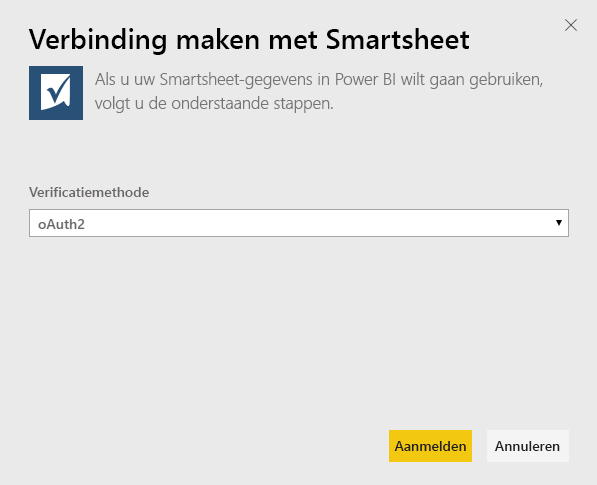 Verbinding maken met Smartsheet
Als u uw Smartsheet-gegevens in Power BI wilt gaan gebruiken,
volgt u de onderstaande stappen.
Verificatiemethode
oAuth2
Aanmelden
Annuleren